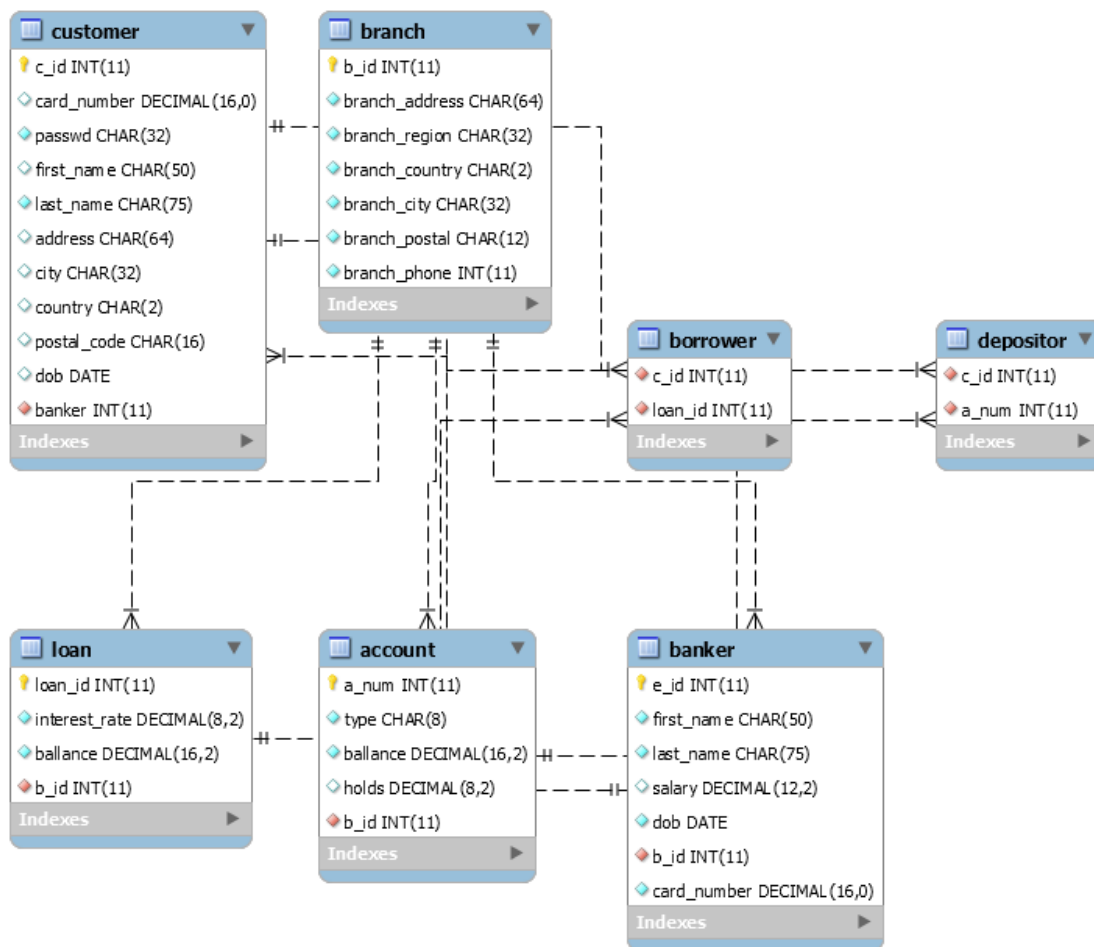 customer
c_id INT(11)
card_number DECIMAL(16,0)
passwd CHAR(32)
first_name CHAR(50)
last_name CHAR(75)
address CHAR(64)
city CHAR(32)
country CHAR(2)
postal_code CHAR(16)
dob DATE
banker INT(11)
Indexes
branch
b_id INT(11)
branch_address CHAR(64)
branch_region CHAR(32)
branch_country CHAR(2)
branch_city CHAR(32)
branch_postal CHAR(12)
branch_phone INT(11)
Indexes
borrower
c_id INT(11)
loan_id INT(11)
Indexes
depositor
c_id INT(11)
a_num INT(11)
Indexes
loan
loan_id INT(11)
interest_rate DECIMAL(8,2)
ballance DECIMAL(16,2)
b_id INT(11)
Indexes
account
a_num INT(11)
type CHAR(8)
ballance DECIMAL(16,2)
holds DECIMAL(8,2)
b_id INT(11)
Indexes
banker
e_id INT(11)
first_name CHAR(50)
last_name CHAR(75)
salary DECIMAL(12,2)
dob DATE
b_id INT(11)
card_number DECIMAL(16,0)
Indexes